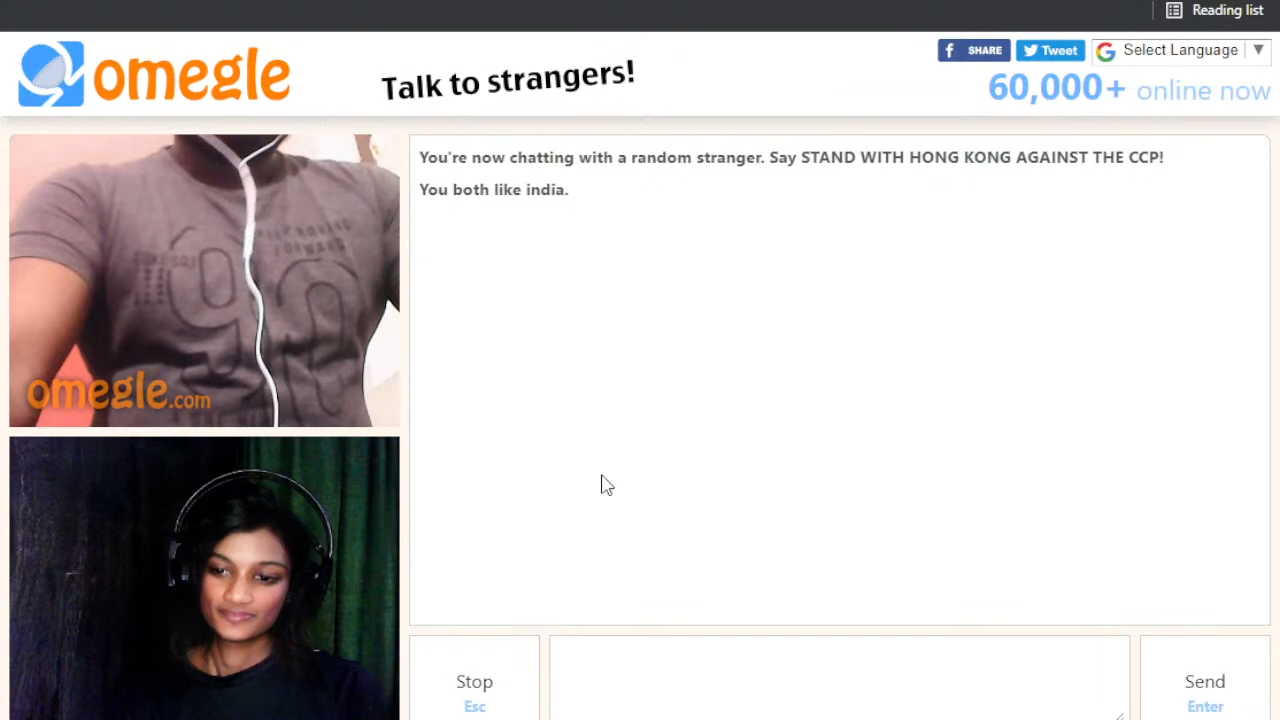 Reading list
omegle
Talk to strangers!
f SHARE
Tweet
G Select Language ▼
60,000+ online now
You're now chatting with a random stranger. Say STAND WITH HONG KONG AGAINST THE CCP!
You both like india.
FORWARD
90
omegle.com
Stop
Esc
Send
Enter